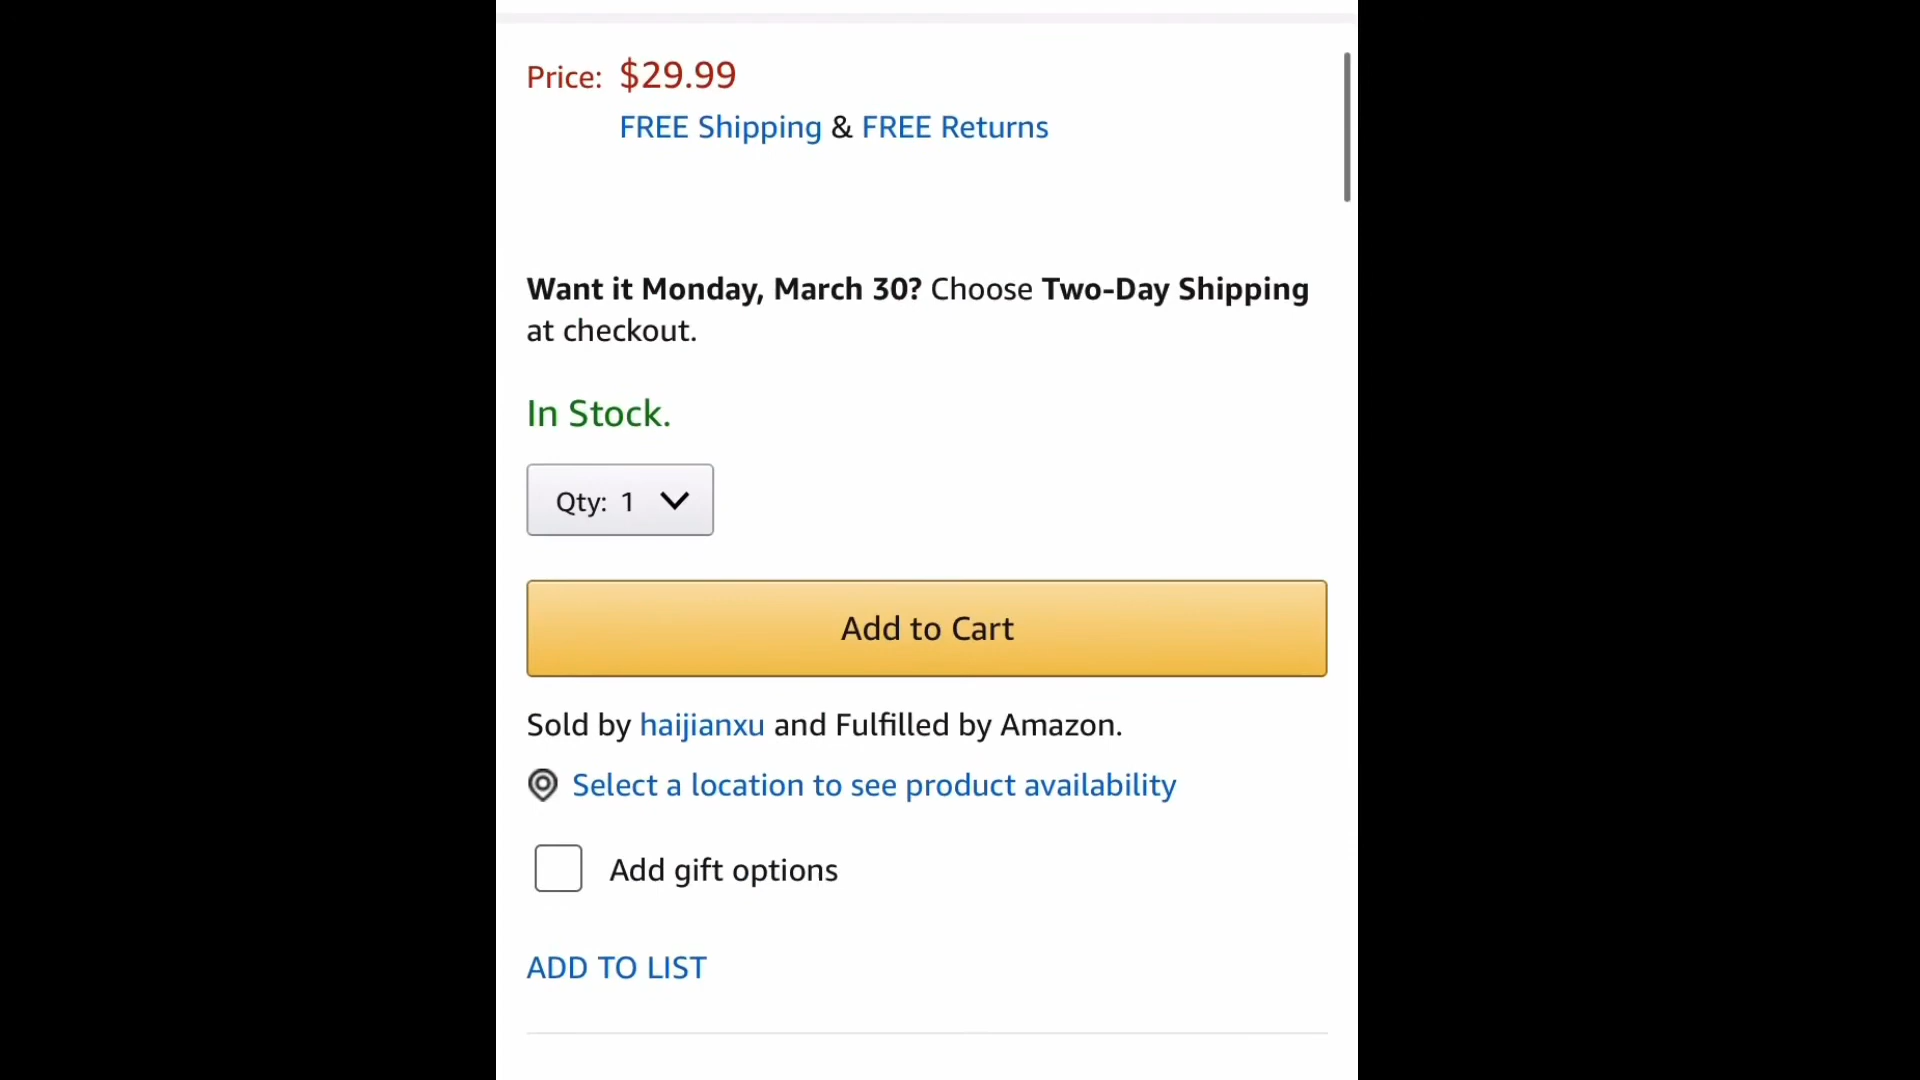 Price: $29.99
FREE Shipping & FREE Returns
Want it Monday, March 30? Choose Two-Day Shipping
at checkout.
In Stock.
Qty: 1
Add to Cart
Sold by haijianxu and Fulfilled by Amazon.
Select a location to see product availability
Add gift options
ADD TO LIST